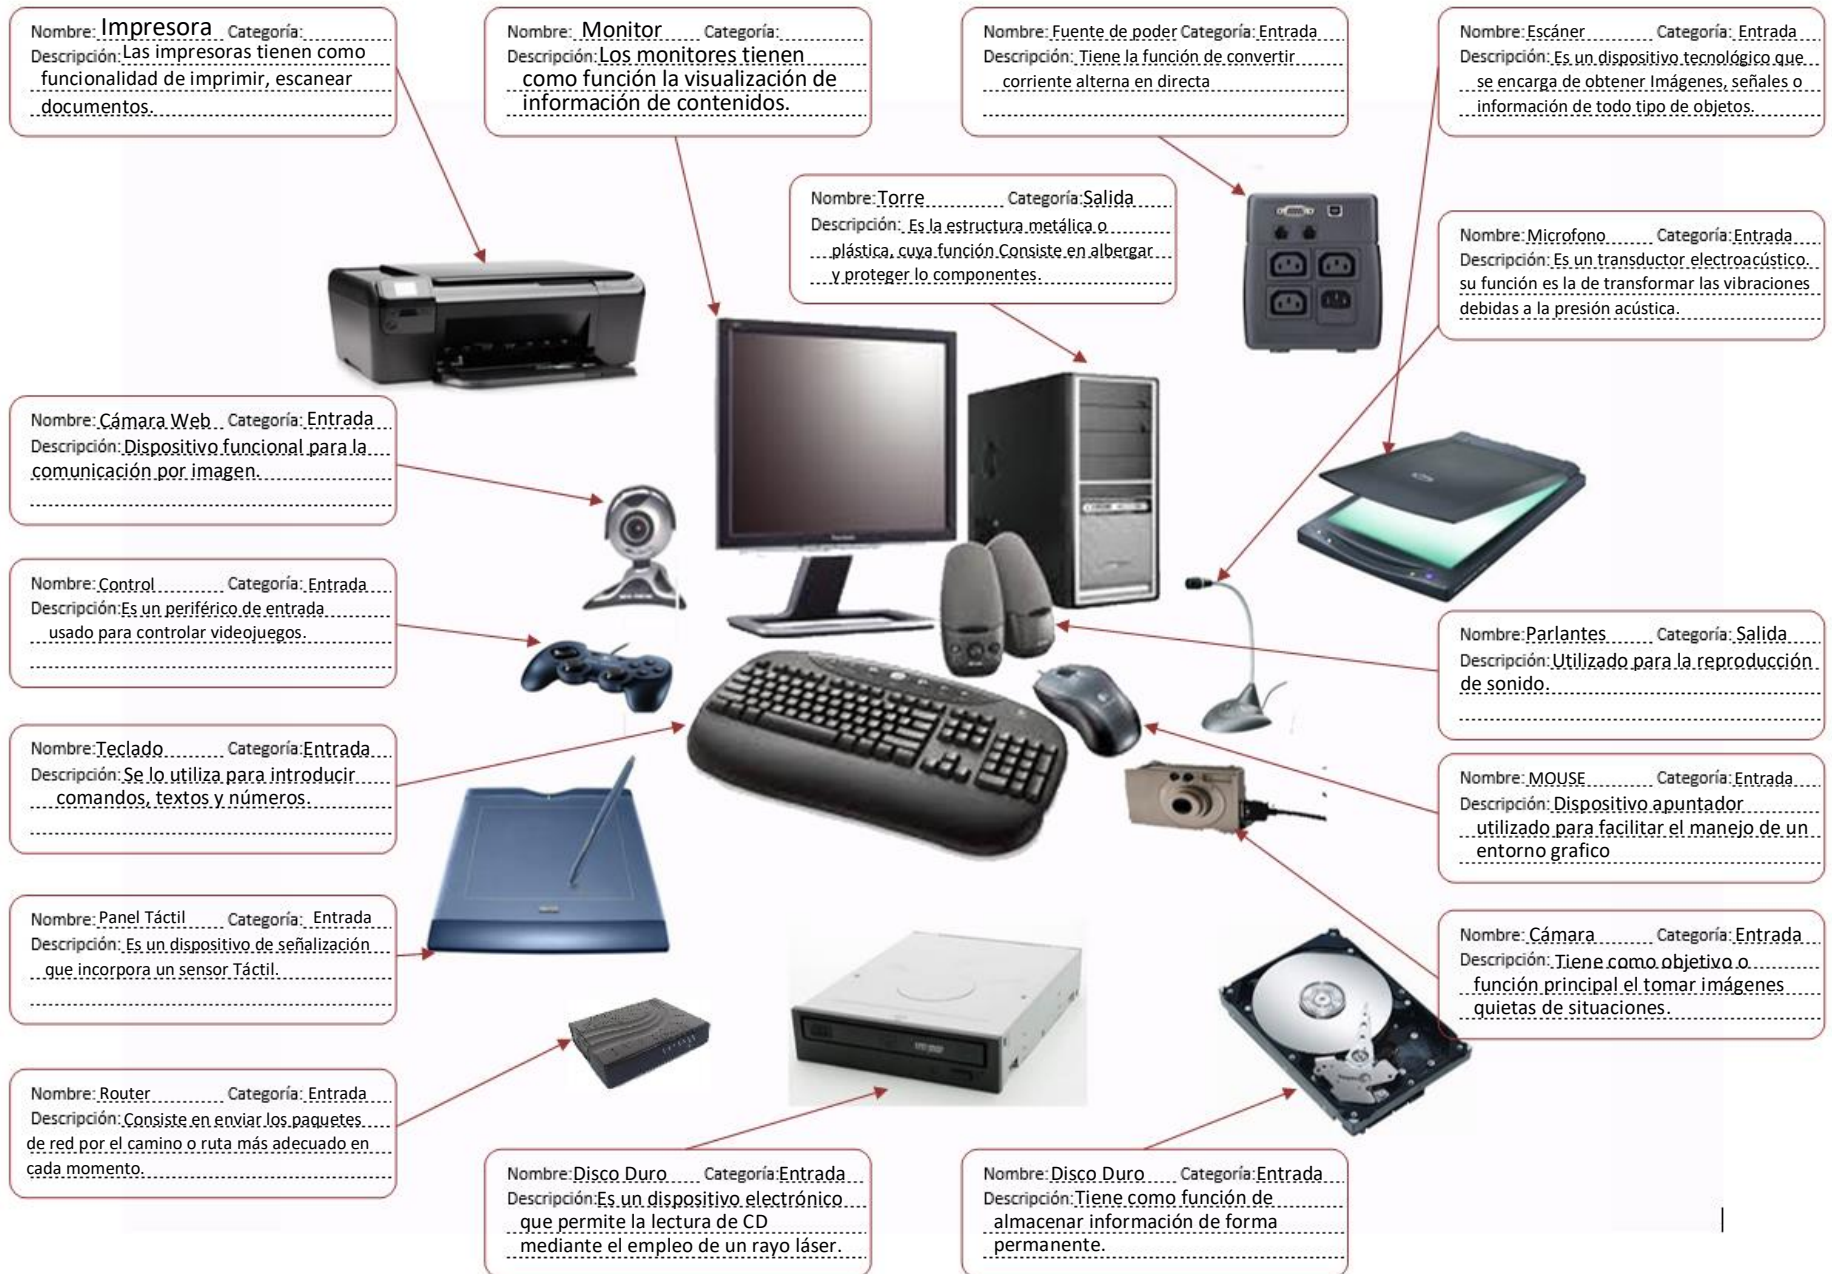 Nombre: Impresora Categoría:
Descripción: Las impresoras tienen como
funcionalidad de imprimir, escanear
documentos.
Nombre: Monitor Categoría:
Descripción: Los monitores tienen
como función la visualización de
información de contenidos.
Nombre: Fuente de poder Categoría: Entrada
Descripción: Tiene la función de convertir
corriente alterna en directa
Nombre: Escáner Categoría: Entrada
Descripción: Es un dispositivo tecnológico que
se encarga de obtener Imágenes, señales o
información de todo tipo de objetos.
Nombre: Torre Categoría: Salida
Descripción: Es la estructura metálica o
plástica, cuya función Consiste en albergar
y proteger lo componentes.
Nombre: Microfono Categoría: Entrada
Descripción: Es un transductor electroacústico.
su función es la de transformar las vibraciones
debidas a la presión acústica.
Nombre: Cámara Web Categoría: Entrada
Descripción: Dispositivo funcional para la
comunicación por imagen.
Nombre: Control Categoría: Entrada
Descripción: Es un periférico de entrada
usado para controlar videojuegos.
Nombre: Parlantes Categoría: Salida
Descripción: Utilizado para la reproducción
de sonido.
Nombre: Teclado Categoría: Entrada
Descripción: Se lo utiliza para introducir
comandos, textos y números.
Nombre: MOUSE Categoría: Entrada
Descripción: Dispositivo apuntador
utilizado para facilitar el manejo de un
entorno grafico
Nombre: Panel Táctil Categoría: Entrada
Descripción: Es un dispositivo de señalización
que incorpora un sensor Táctil.
Nombre: Cámara Categoría: Entrada
Descripción: Tiene como objetivo o
función principal el tomar imágenes
quietas de situaciones.
Nombre: Router Categoría: Entrada
Descripción: Consiste en enviar los paquetes
de red por el camino o ruta más adecuado en
cada momento.
Nombre: Disco Duro Categoría: Entrada
Descripción: Es un dispositivo electrónico
que permite la lectura de CD
mediante el empleo de un rayo láser.
Nombre: Disco Duro Categoría: Entrada
Descripción: Tiene como función de
almacenar información de forma
permanente.